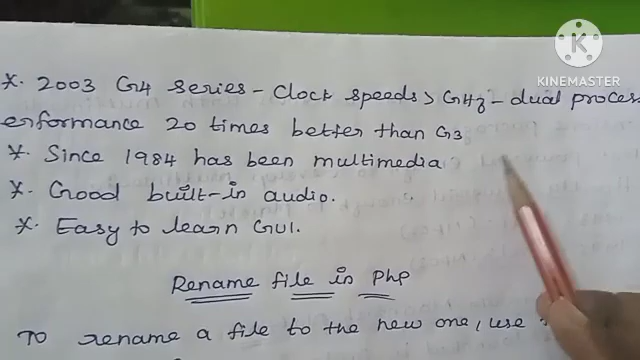 KINEMASTER
*. 2003 G4 series - Clock speeds > GHz - dual process
erformance 20 times better than G3
*. Since 1984 has been multimedia
*. Good built-in audio.
*. Easy to learn GUI.
Rename file in Php
To rename a file to the new one, use